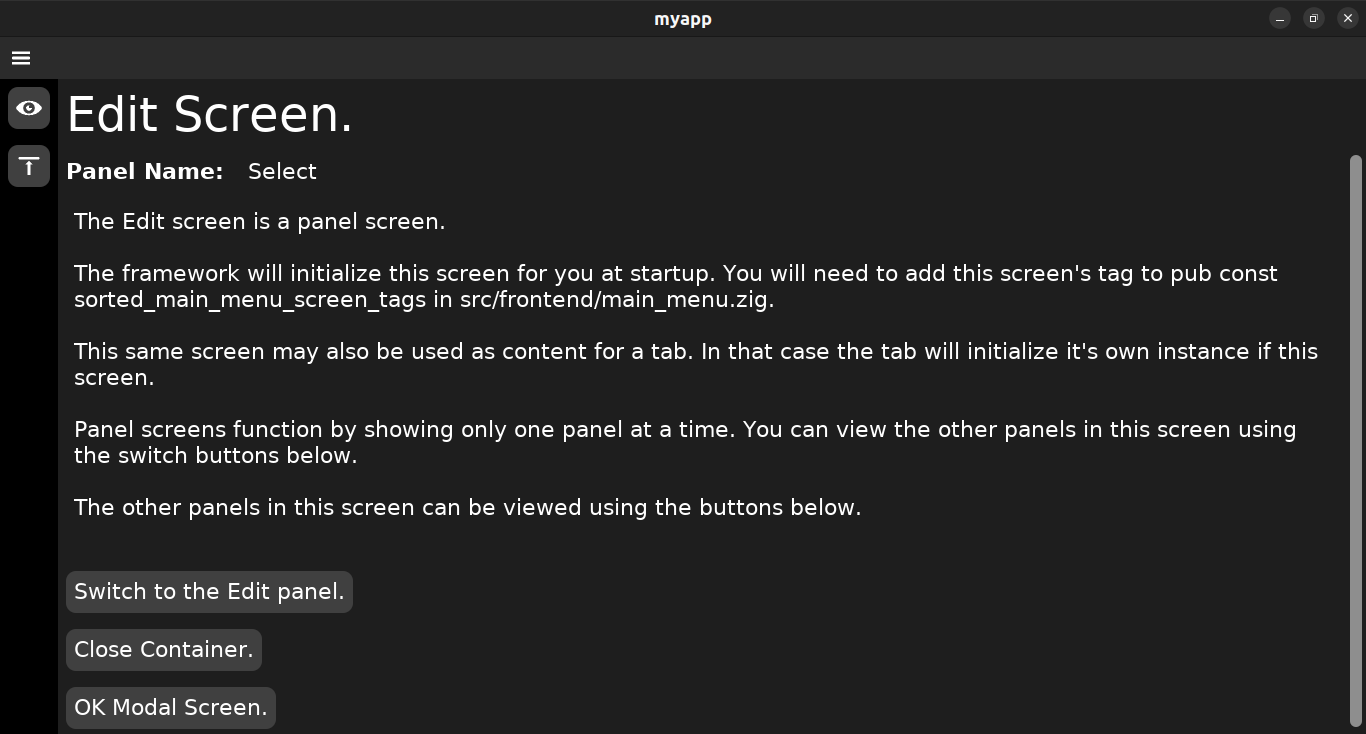 myapp
Edit Screen.
Panel Name: Select
The Edit screen is a panel screen.
The framework will initialize this screen for you at startup. You will need to add this screen's tag to pub const
sorted_main_menu_screen_tags in src/frontend/main_menu.zig.
This same screen may also be used as content for a tab. In that case the tab will initialize it's own instance if this
screen.
Panel screens function by showing only one panel at a time. You can view the other panels in this screen using
the switch buttons below.
The other panels in this screen can be viewed using the buttons below.
Switch to the Edit panel.
Close Container.
OK Modal Screen.